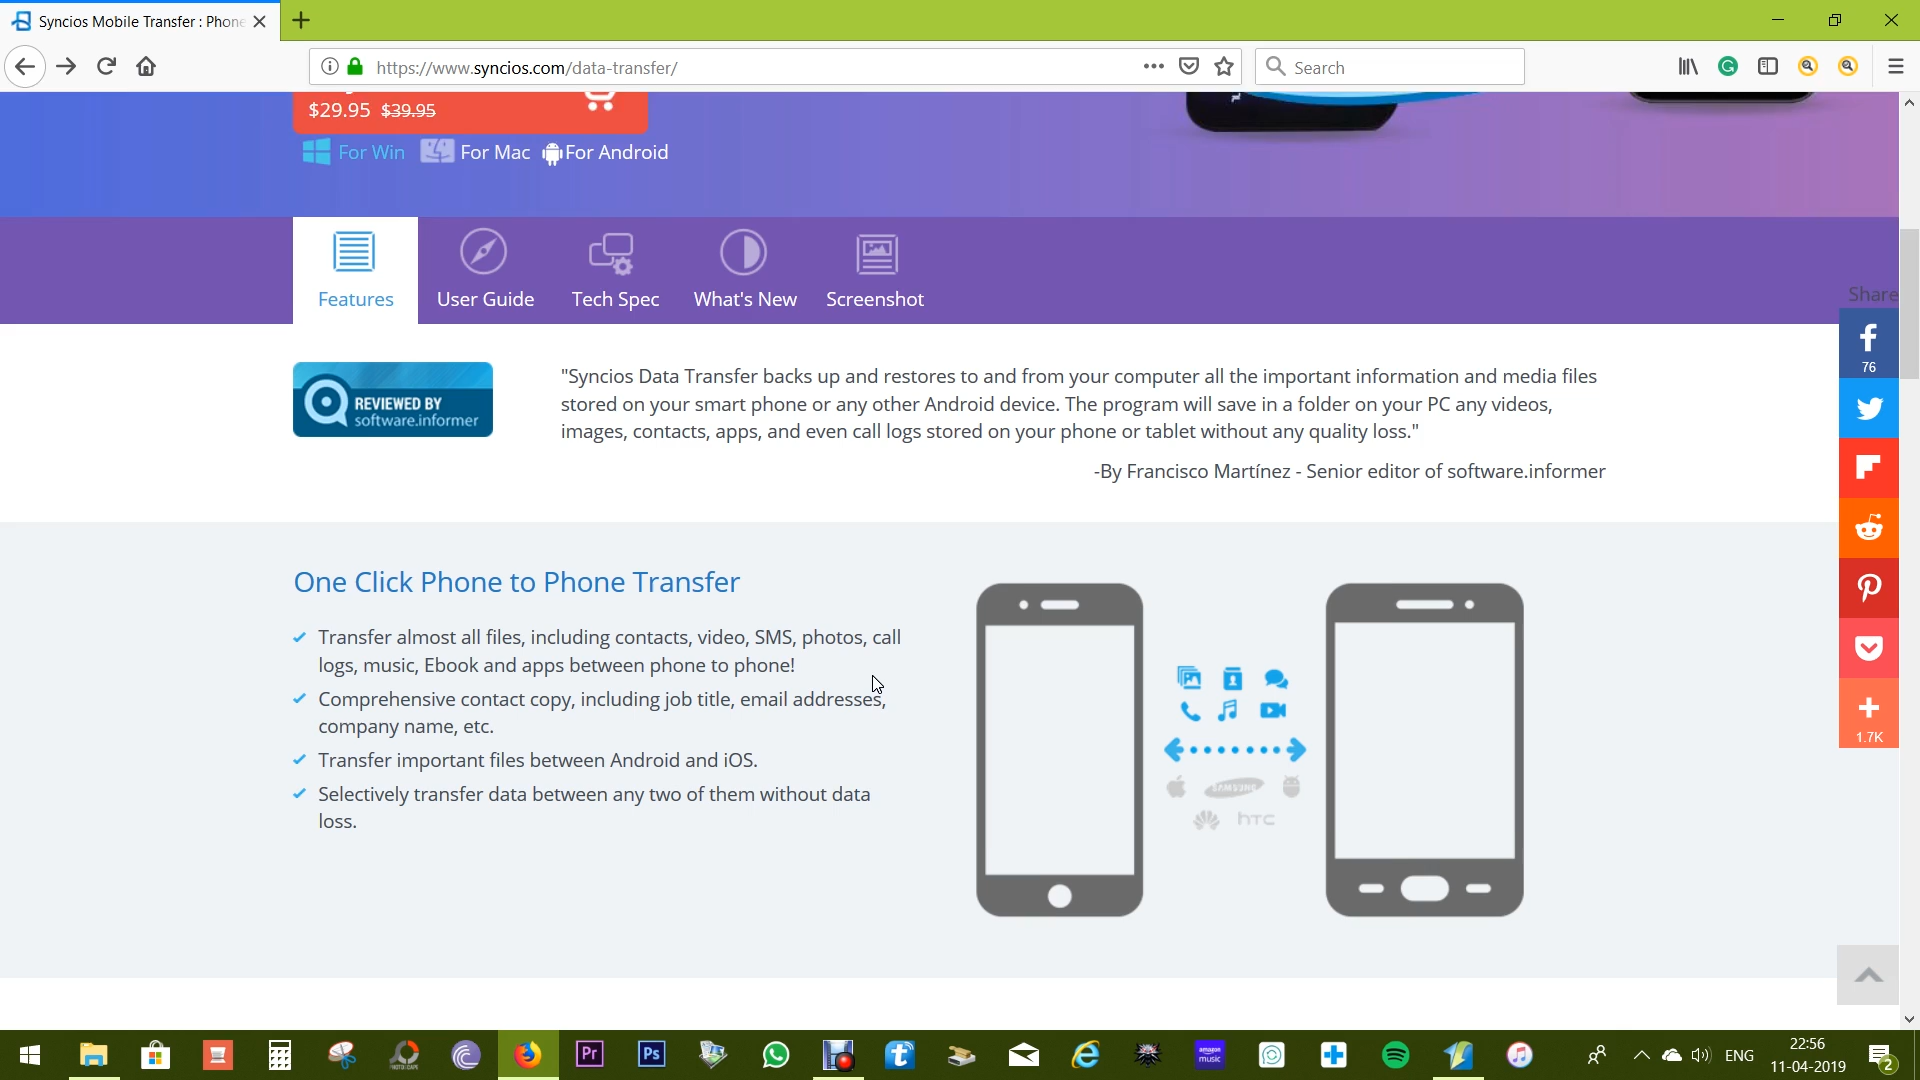 Syncios Mobile Transfer : Phone
https://www.syncios.com/data-transfer/
Search
$29.95 $39.95
For Win For Mac For Android
Features User Guide Tech Spec What's New Screenshot
Share
76
REVIEWED BY
software.informer
"Syncios Data Transfer backs up and restores to and from your computer all the important information and media files
stored on your smart phone or any other Android device. The program will save in a folder on your PC any videos,
images, contacts, apps, and even call logs stored on your phone or tablet without any quality loss."
-By Francisco Martínez - Senior editor of software.informer
One Click Phone to Phone Transfer
Transfer almost all files, including contacts, video, SMS, photos, call
logs, music, Ebook and apps between phone to phone!
Comprehensive contact copy, including job title, email addresses,
company name, etc.
Transfer important files between Android and iOS.
Selectively transfer data between any two of them without data
loss.
SAMSUNG
hTC
1.7K
Pr
Ps
amazon music
ENG
22:56
11-04-2019
2